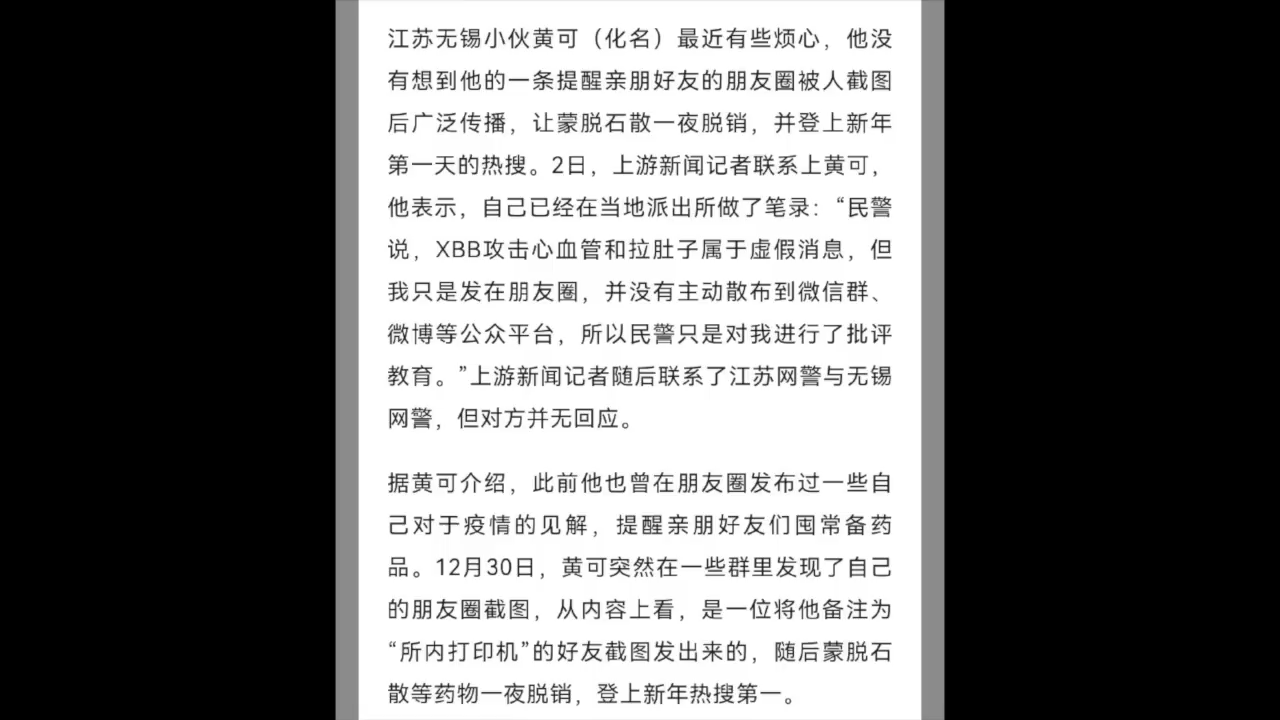 江苏无锡小伙黄可（化名）最近有些烦心，他没
有想到他的一条提醒亲朋好友的朋友圈被人截图
后广泛传播，让蒙脱石散一夜脱销，并登上新年
第一天的热搜。2日，上游新闻记者联系上黄可，
他表示，自己已经在当地派出所做了笔录：“民警
说，XBB攻击心血管和拉肚子属于虚假消息，但
我只是发在朋友圈，并没有主动散布到微信群、
微博等公众平台，所以民警只是对我进行了批评
教育。”上游新闻记者随后联系了江苏网警与无锡
网警，但对方并无回应。
据黄可介绍，此前他也曾在朋友圈发布过一些自
己对于疫情的见解，提醒亲朋好友们囤常备药
品。12月30日，黄可突然在一些群里发现了自己
的朋友圈截图，从内容上看，是一位将他备注为
“所内打印机”的好友截图发出来的，随后蒙脱石
散等药物一夜脱销，登上新年热搜第一。